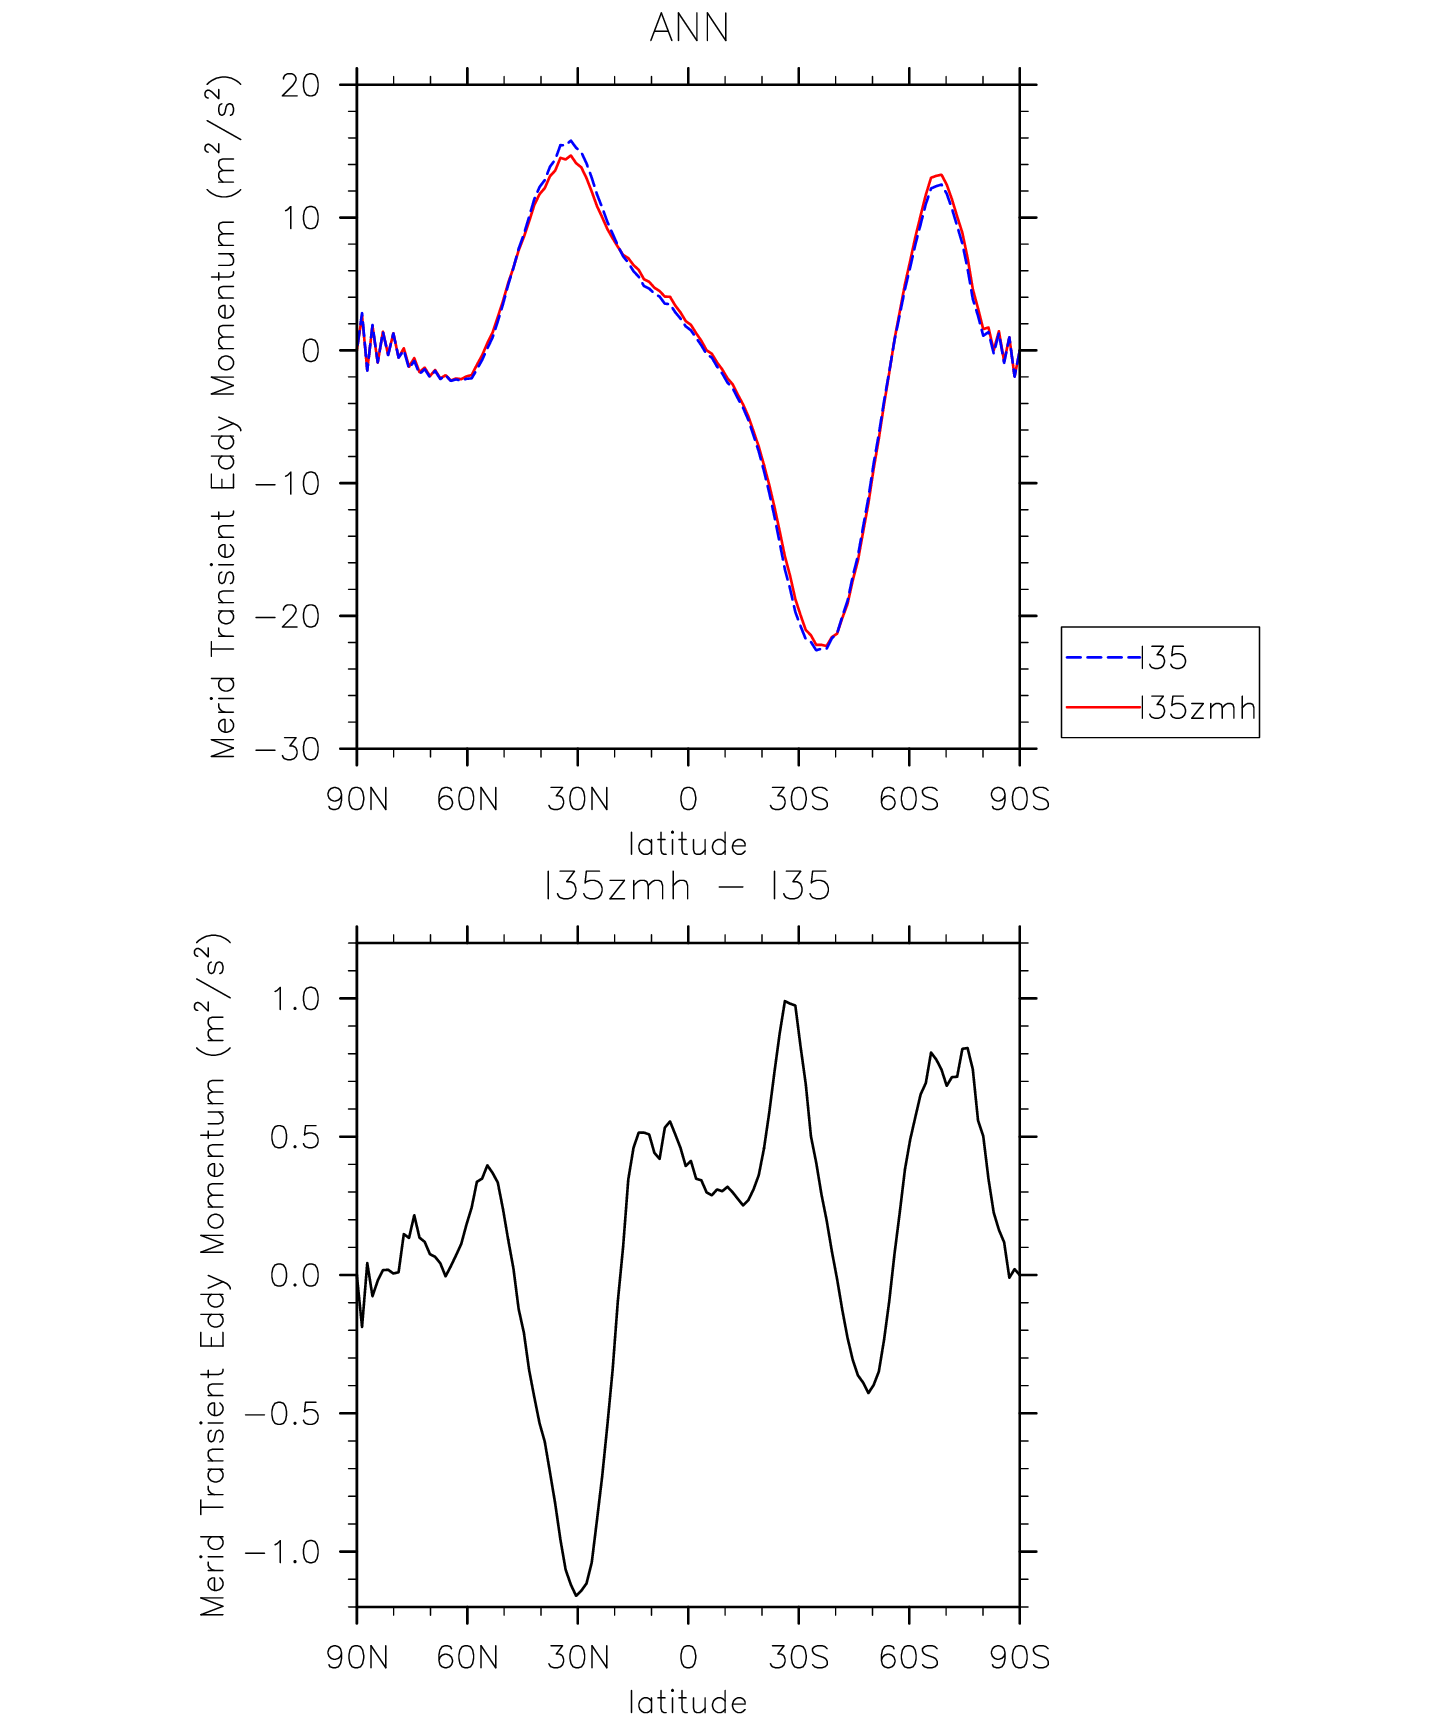 ANN
Merid Transient Eddy Momentum (m²/s²)
20
10
0
−10
−20
−30
90N 60N 30N 0 30S 60S 90S
latitude
I35
I35zmh
I35zmh − I35
Merid Transient Eddy Momentum (m²/s²)
1.0
0.5
0.0
−0.5
−1.0
90N 60N 30N 0 30S 60S 90S
latitude